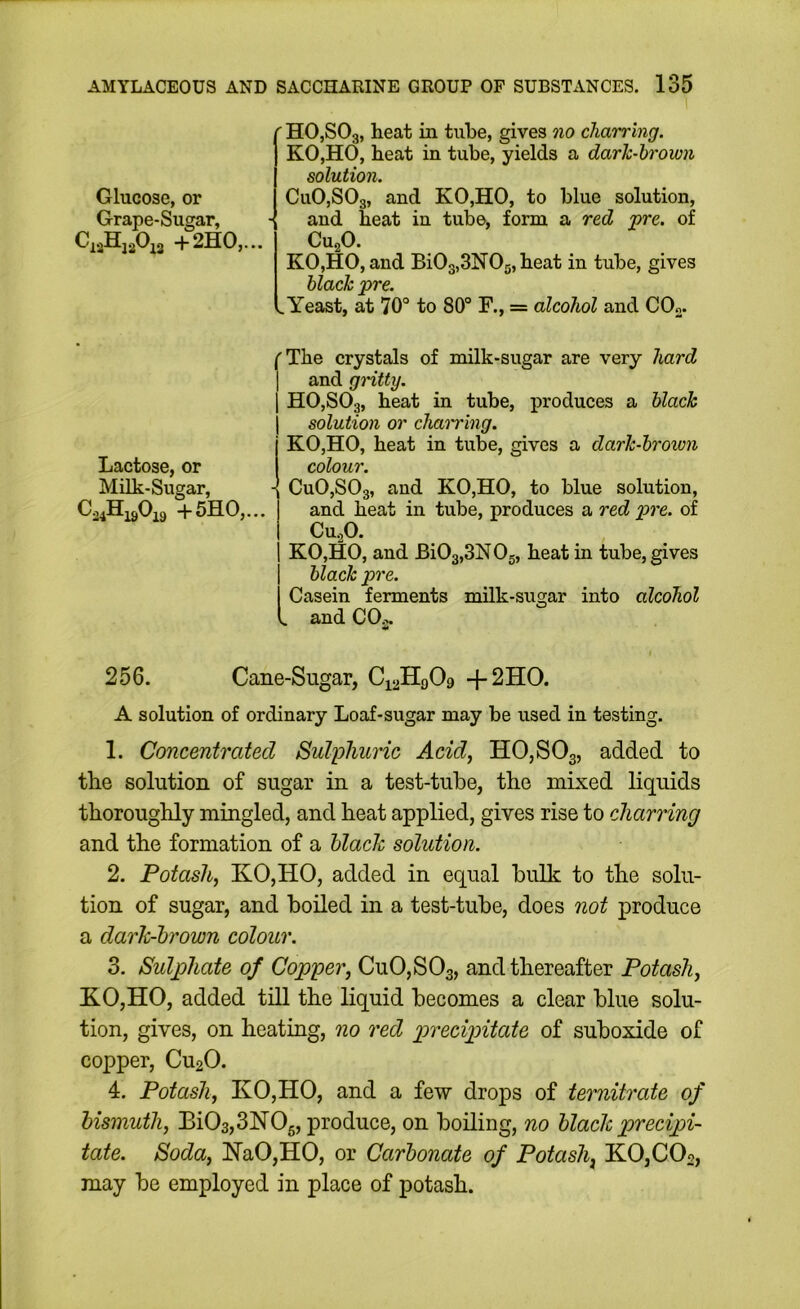 AMYLACEOUS AND SACCHARINE GROUP OF SUBSTANCES. 135
Glucose, or
Grape-Sugar,
C₁₂H₁₂O₁₂ +2HO,...
HO,SO₃, heat in tube, gives no charring.
KO,HO, heat in tube, yields a dark-brown
solution.
CuO,SO₃, and KO,HO, to blue solution,
and heat in tube, form a red pre. of
Cu₂O.
KO,HO, and BiO₃,3NO₅, heat in tube, gives
black pre.
Yeast, at 70° to 80° F., = alcohol and CO₂.
Lactose, or
Milk-Sugar,
C₂₄H₁₉O₁₉ +5HO,...
The crystals of milk-sugar are very hard
and gritty.
HO,SO₃, heat in tube, produces a black
solution or charring.
KO,HO, heat in tube, gives a dark-brown
colour.
CuO,SO₃, and KO,HO, to blue solution,
and heat in tube, produces a red pre. of
Cu₂O.
KO,HO, and BiO₃,3NO₅, heat in tube, gives
black pre.
Casein ferments milk-sugar into alcohol
and CO₂.
256. Cane-Sugar, C₁₂H₉O₉ +2HO.
A solution of ordinary Loaf-sugar may be used in testing.
1. Concentrated Sulphuric Acid, HO,SO₃, added to
the solution of sugar in a test-tube, the mixed liquids
thoroughly mingled, and heat applied, gives rise to charring
and the formation of a black solution.
2. Potash, KO,HO, added in equal bulk to the solu-
tion of sugar, and boiled in a test-tube, does not produce
a dark-brown colour.
3. Sulphate of Copper, CuO,SO₃, and thereafter Potash,
KO,HO, added till the liquid becomes a clear blue solu-
tion, gives, on heating, no red precipitate of suboxide of
copper, Cu₂O.
4. Potash, KO,HO, and a few drops of ternitrate of
bismuth, BiO₃,3NO₅, produce, on boiling, no black precipi-
tate. Soda, NaO,HO, or Carbonate of Potash, KO,CO₂,
may be employed in place of potash.